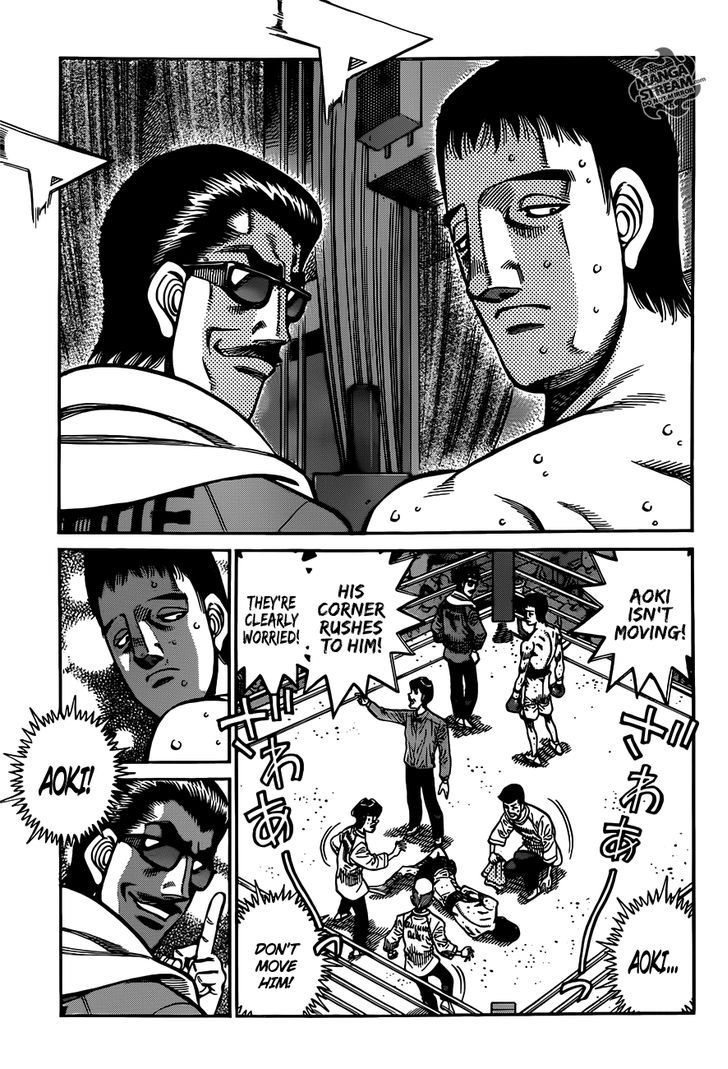 MANGA
STREAM
AOKI
ISN'T
MOVING!
HIS
CORNER
RUSHES
TO HIM!
THEY'RE
CLEARLY
WORRIED!
ざわ
ざわあ
あ
AOKI...
DON'T
MOVE
HIM!
AOKI!